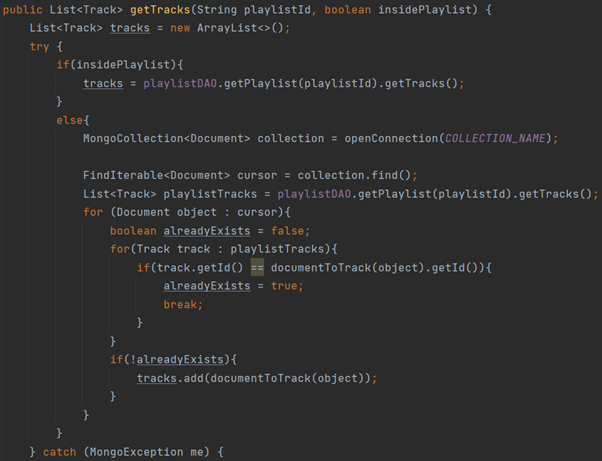 public List<Track> getTracks(String playlistId, boolean insidePlaylist) {
    List<Track> tracks = new ArrayList<>();
    try {
        if(insidePlaylist){
            tracks = playlistDAO.getPlaylist(playlistId).getTracks();
        }
        else{
            MongoCollection<Document> collection = openConnection(COLLECTION_NAME);
            FindIterable<Document> cursor = collection.find();
            List<Track> playlistTracks = playlistDAO.getPlaylist(playlistId).getTracks();
            for (Document object : cursor){
                boolean alreadyExists = false;
                for(Track track : playlistTracks){
                    if(track.getId() == documentToTrack(object).getId()){
                        alreadyExists = true;
                        break;
                    }
                }
                if(!alreadyExists){
                    tracks.add(documentToTrack(object));
                }
            }
        }
    } catch (MongoException me) {